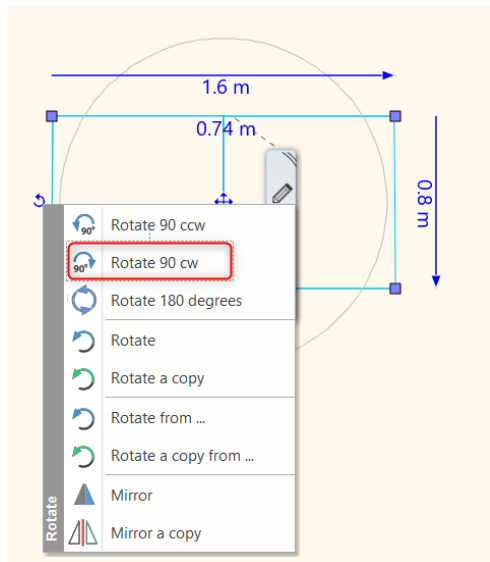 1.6 m
0.74 m
0.8 m
90° Rotate 90 ccw
90° Rotate 90 cw
Rotate 180 degrees
Rotate
Rotate a copy
Rotate from ...
Rotate a copy from ...
Mirror
Mirror a copy
Rotate